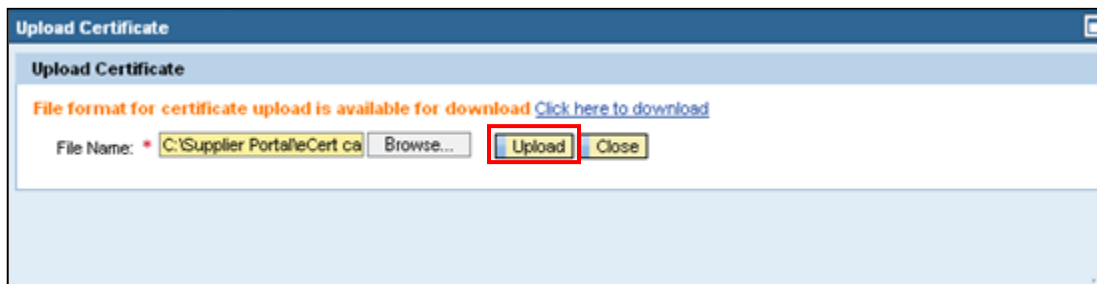 Upload Certificate
Upload Certificate
File format for certificate upload is available for download Click here to download
File Name: * C:\Supplier Portal\eCert ca Browse... Upload Close